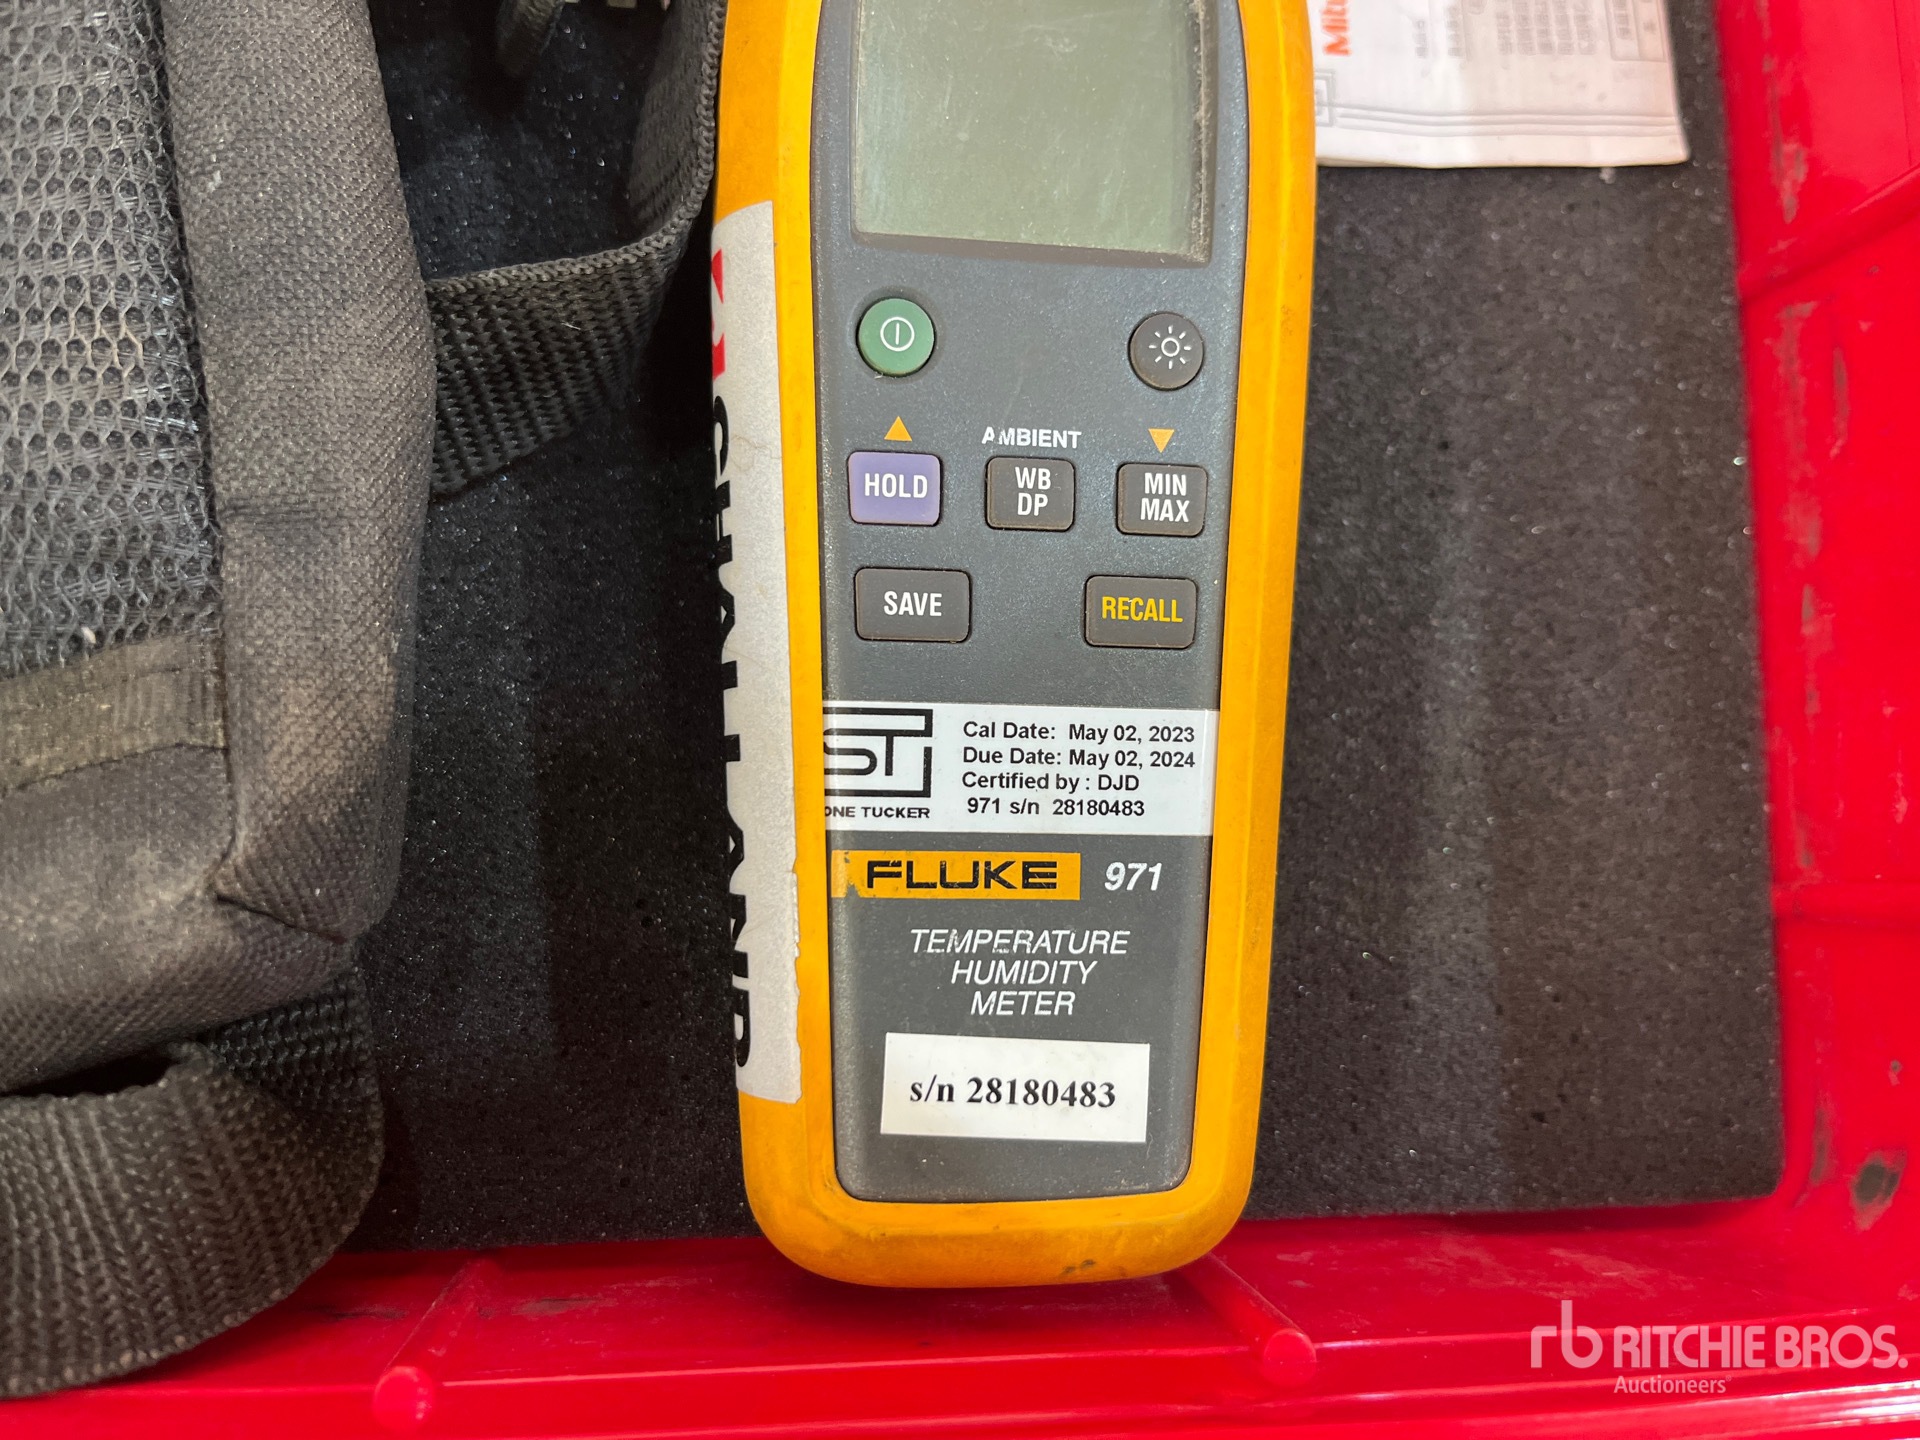 AMBIENT
HOLD
WB
DP
MIN
MAX
SAVE
RECALL
ST
ONE TUCKER
Cal Date: May 02, 2023
Due Date: May 02, 2024
Certified by : DJD
971 s/n 28180483
FLUKE 971
TEMPERATURE
HUMIDITY
METER
s/n 28180483
rb RITCHIE BROS.
Auctioneers